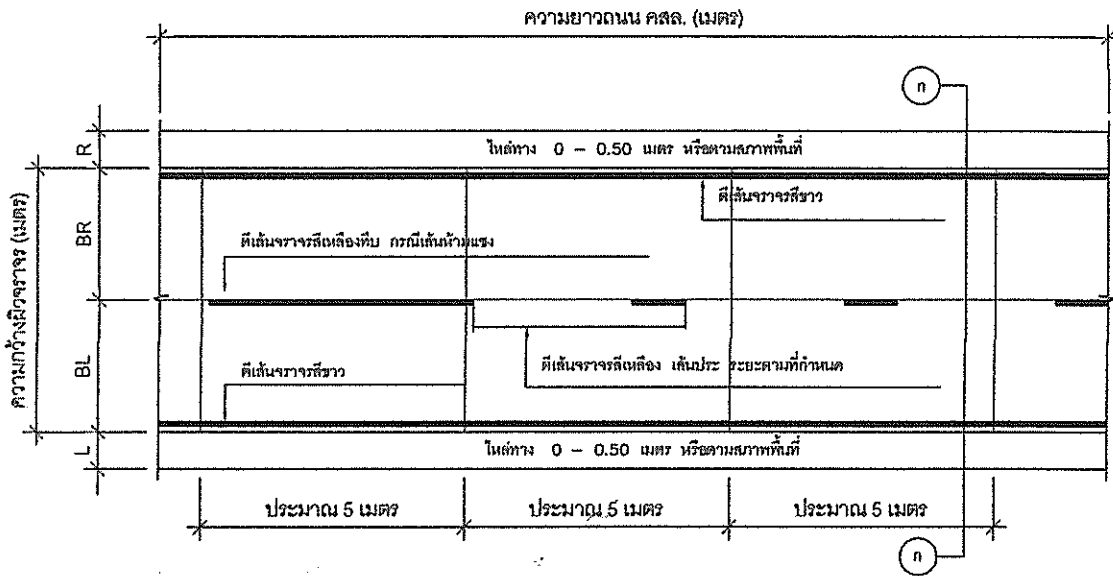 ความยาวถนน คสล. (เมตร)
ก
R
ไหล่ทาง 0 - 0.50 เมตร หรือตามสภาพพื้นที่
ตีเส้นจราจรสีขาว
ความกว้างผิวจราจร (เมตร)
BR
ตีเส้นจราจรสีเหลืองทึบ กรณีเส้นห้ามแซง
BL
ตีเส้นจราจรสีเหลือง เส้นประ ระยะตามที่กำหนด
ตีเส้นจราจรสีขาว
L
ไหล่ทาง 0 - 0.50 เมตร หรือตามสภาพพื้นที่
ประมาณ 5 เมตร
ประมาณ 5 เมตร
ประมาณ 5 เมตร
ก